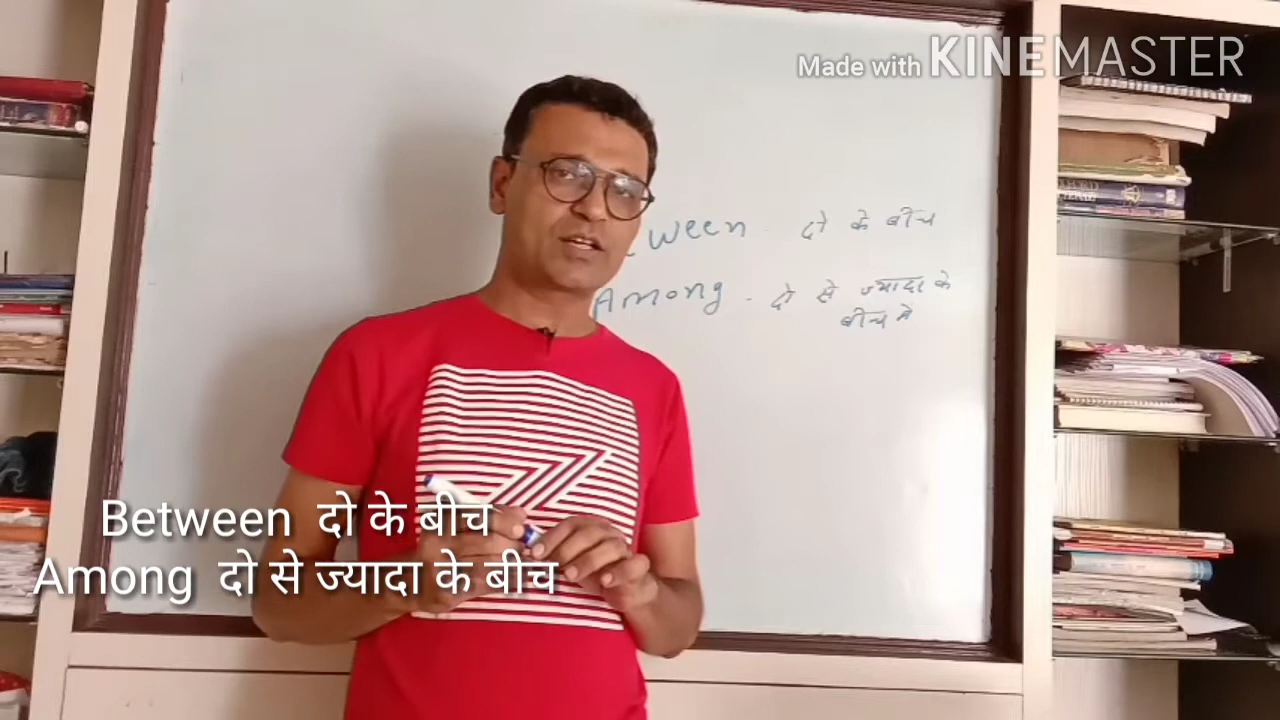 Made with KINEMASTER
ween - दो के बीच
Among - दो से ज्यादा के
बीच मे
Between दो के बीच
Among दो से ज्यादा के बीच